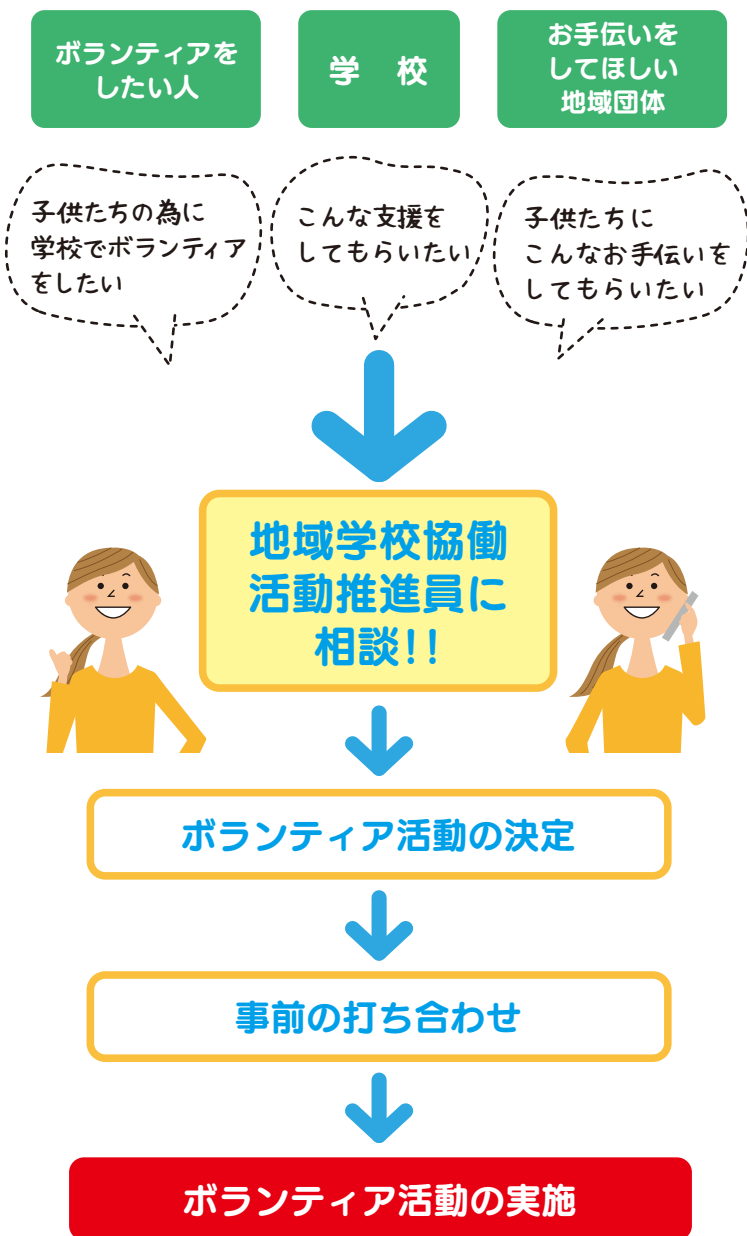 ボランティアを
したい人
学　校
お手伝いを
してほしい
地域団体
子供たちの為に
学校でボランティア
をしたい
こんな支援を
してもらいたい
子供たちに
こんなお手伝いを
してもらいたい
地域学校協働
活動推進員に
相談!!
ボランティア活動の決定
事前の打ち合わせ
ボランティア活動の実施